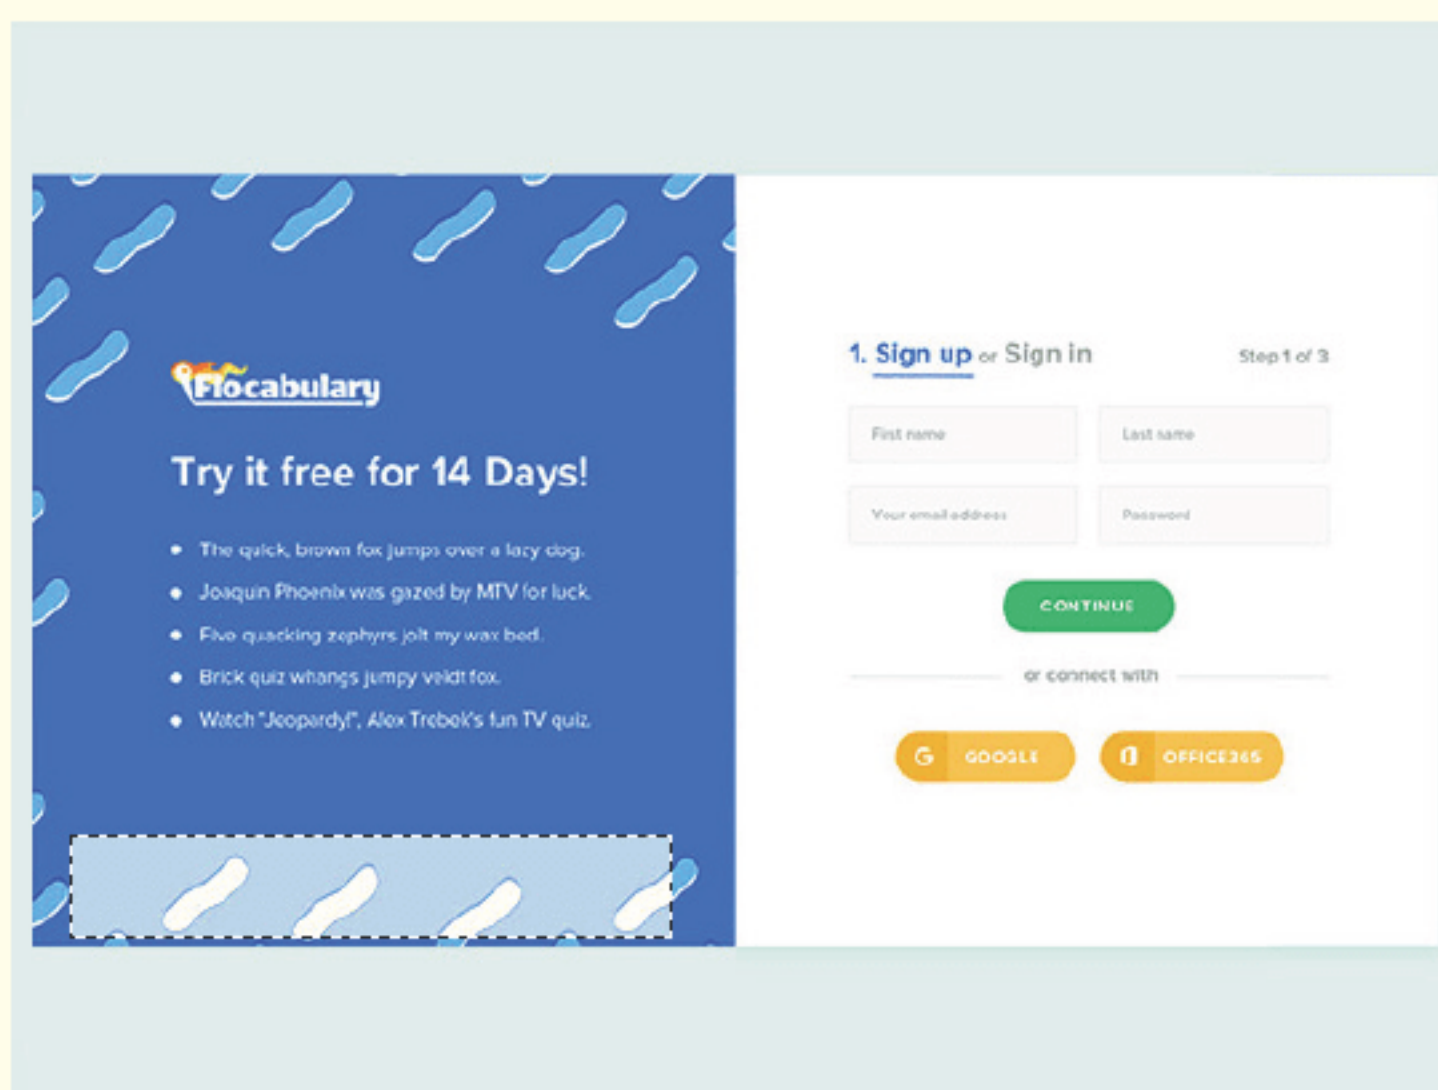 Flocabulary
Try it free for 14 Days!
The quick, brown fox jumps over a lazy dog.
Joaquin Phoenix was gazed by MTV for luck.
Five quacking zephyrs jolt my wax bed.
Brick quiz whangs jumpy veldt fox.
Watch "Jeopardy!", Alex Trebek's fun TV quiz.
1. Sign up or Sign in
Step 1 of 3
First name
Last name
Your email address
Password
CONTINUE
or connect with
G GOOGLE
OFFICE365